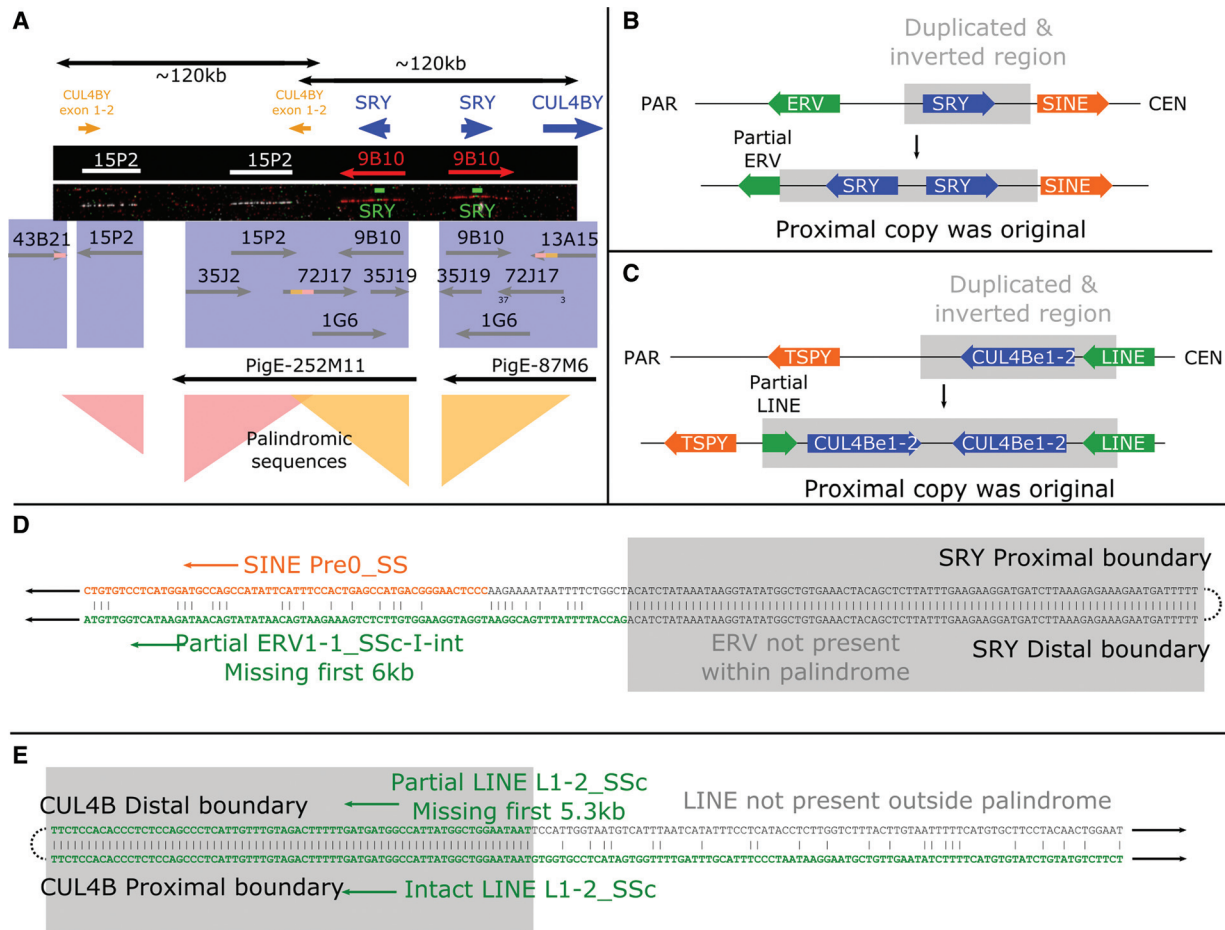 A
~120kb
~120kb
CUL4BY
exon 1-2
CUL4BY
exon 1-2
SRY
SRY
CUL4BY
15P2
15P2
9B10
9B10
SRY
SRY
43B21
15P2
15P2
9B10
9B10
13A15
35J2
72J17
35J19
35J19
72J17
37
3
1G6
1G6
PigE-252M11
PigE-87M6
Palindromic
sequences
B
Duplicated &
inverted region
PAR
ERV
SRY
SINE
CEN
Partial
ERV
SRY
SRY
SINE
Proximal copy was original
C
Duplicated &
inverted region
PAR
TSPY
CUL4Be1-2
LINE
CEN
Partial
LINE
TSPY
CUL4Be1-2
CUL4Be1-2
LINE
Proximal copy was original
D
SINE Pre0_SS
SRY Proximal boundary
CTGTGTCCTCATGGATGCCAGCCATATTCATTTCCACTGAGCCATGACGGGAACTCCCAAGAAAATAATTTTCTGGCTACATCTATAAATAAGGTATATGGCTGTGAAACTACAGCTCTTATTTGAAGAAGGATGATCTTAAAGAGAAAGAATGATTTTT
ATGTTGGTCATAAGATAACAGTATATAACAGTAAGAAAGTCTCTTGTGGAAGGTAGGTAAGGCAGTTTATTTTACCAGACATCTATAAATAAGGTATATGGCTGTGAAACTACAGCTCTTATTTGAAGAAGGATGATCTTAAAGAGAAAGAATGATTTTT
Partial ERV1-1_SSc-I-int
Missing first 6kb
ERV not present
within palindrome
SRY Distal boundary
E
CUL4B Distal boundary
Partial LINE L1-2_SSc
Missing first 5.3kb
LINE not present outside palindrome
TTCTCCACACCCTCTCCAGCCCTCATTGTTTGTAGACTTTTTGATGATGGCCATTATGGCTGGAATAATTCCATTGGTAATGTCATTTAATCATATTTCCTCATACCTCTTGGTCTTTACTTGTAATTTTTCATGTGCTTCCTACAACTGGAAT
TTCTCCACACCCTCTCCAGCCCTCATTGTTTGTAGACTTTTTGATGATGGCCATTATGGCTGGAATAATGTGGTGCCTCATAGTGGTTTTGATTTGCATTTCCCTAATAAGGAATGCTGTTGAATATCTTTTCATGTGTATCTGTATGTCTTCT
CUL4B Proximal boundary
Intact LINE L1-2_SSc